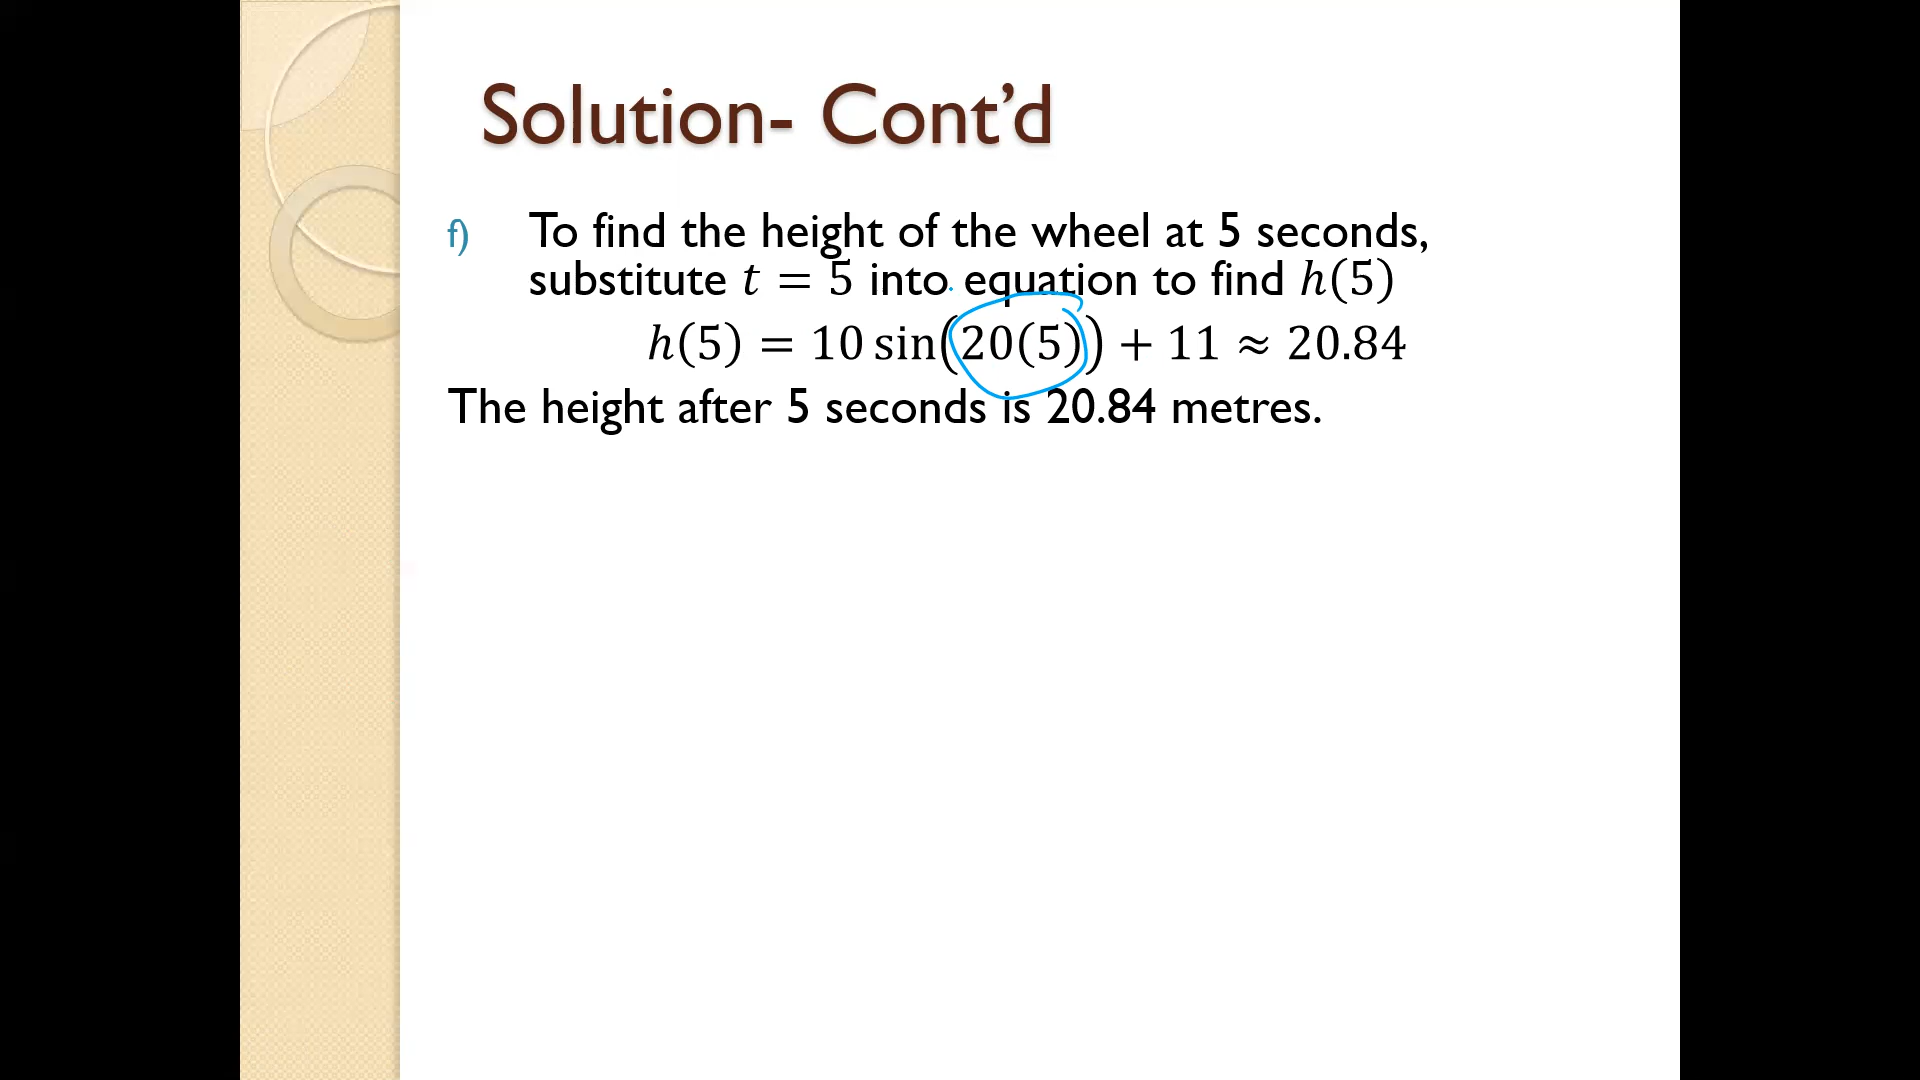 Solution- Cont’d
f) To find the height of the wheel at 5 seconds,
substitute 𝑡 = 5 into equation to find ℎ(5)
ℎ(5) = 10 sin(20(5)) + 11 ≈ 20.84
The height after 5 seconds is 20.84 metres.